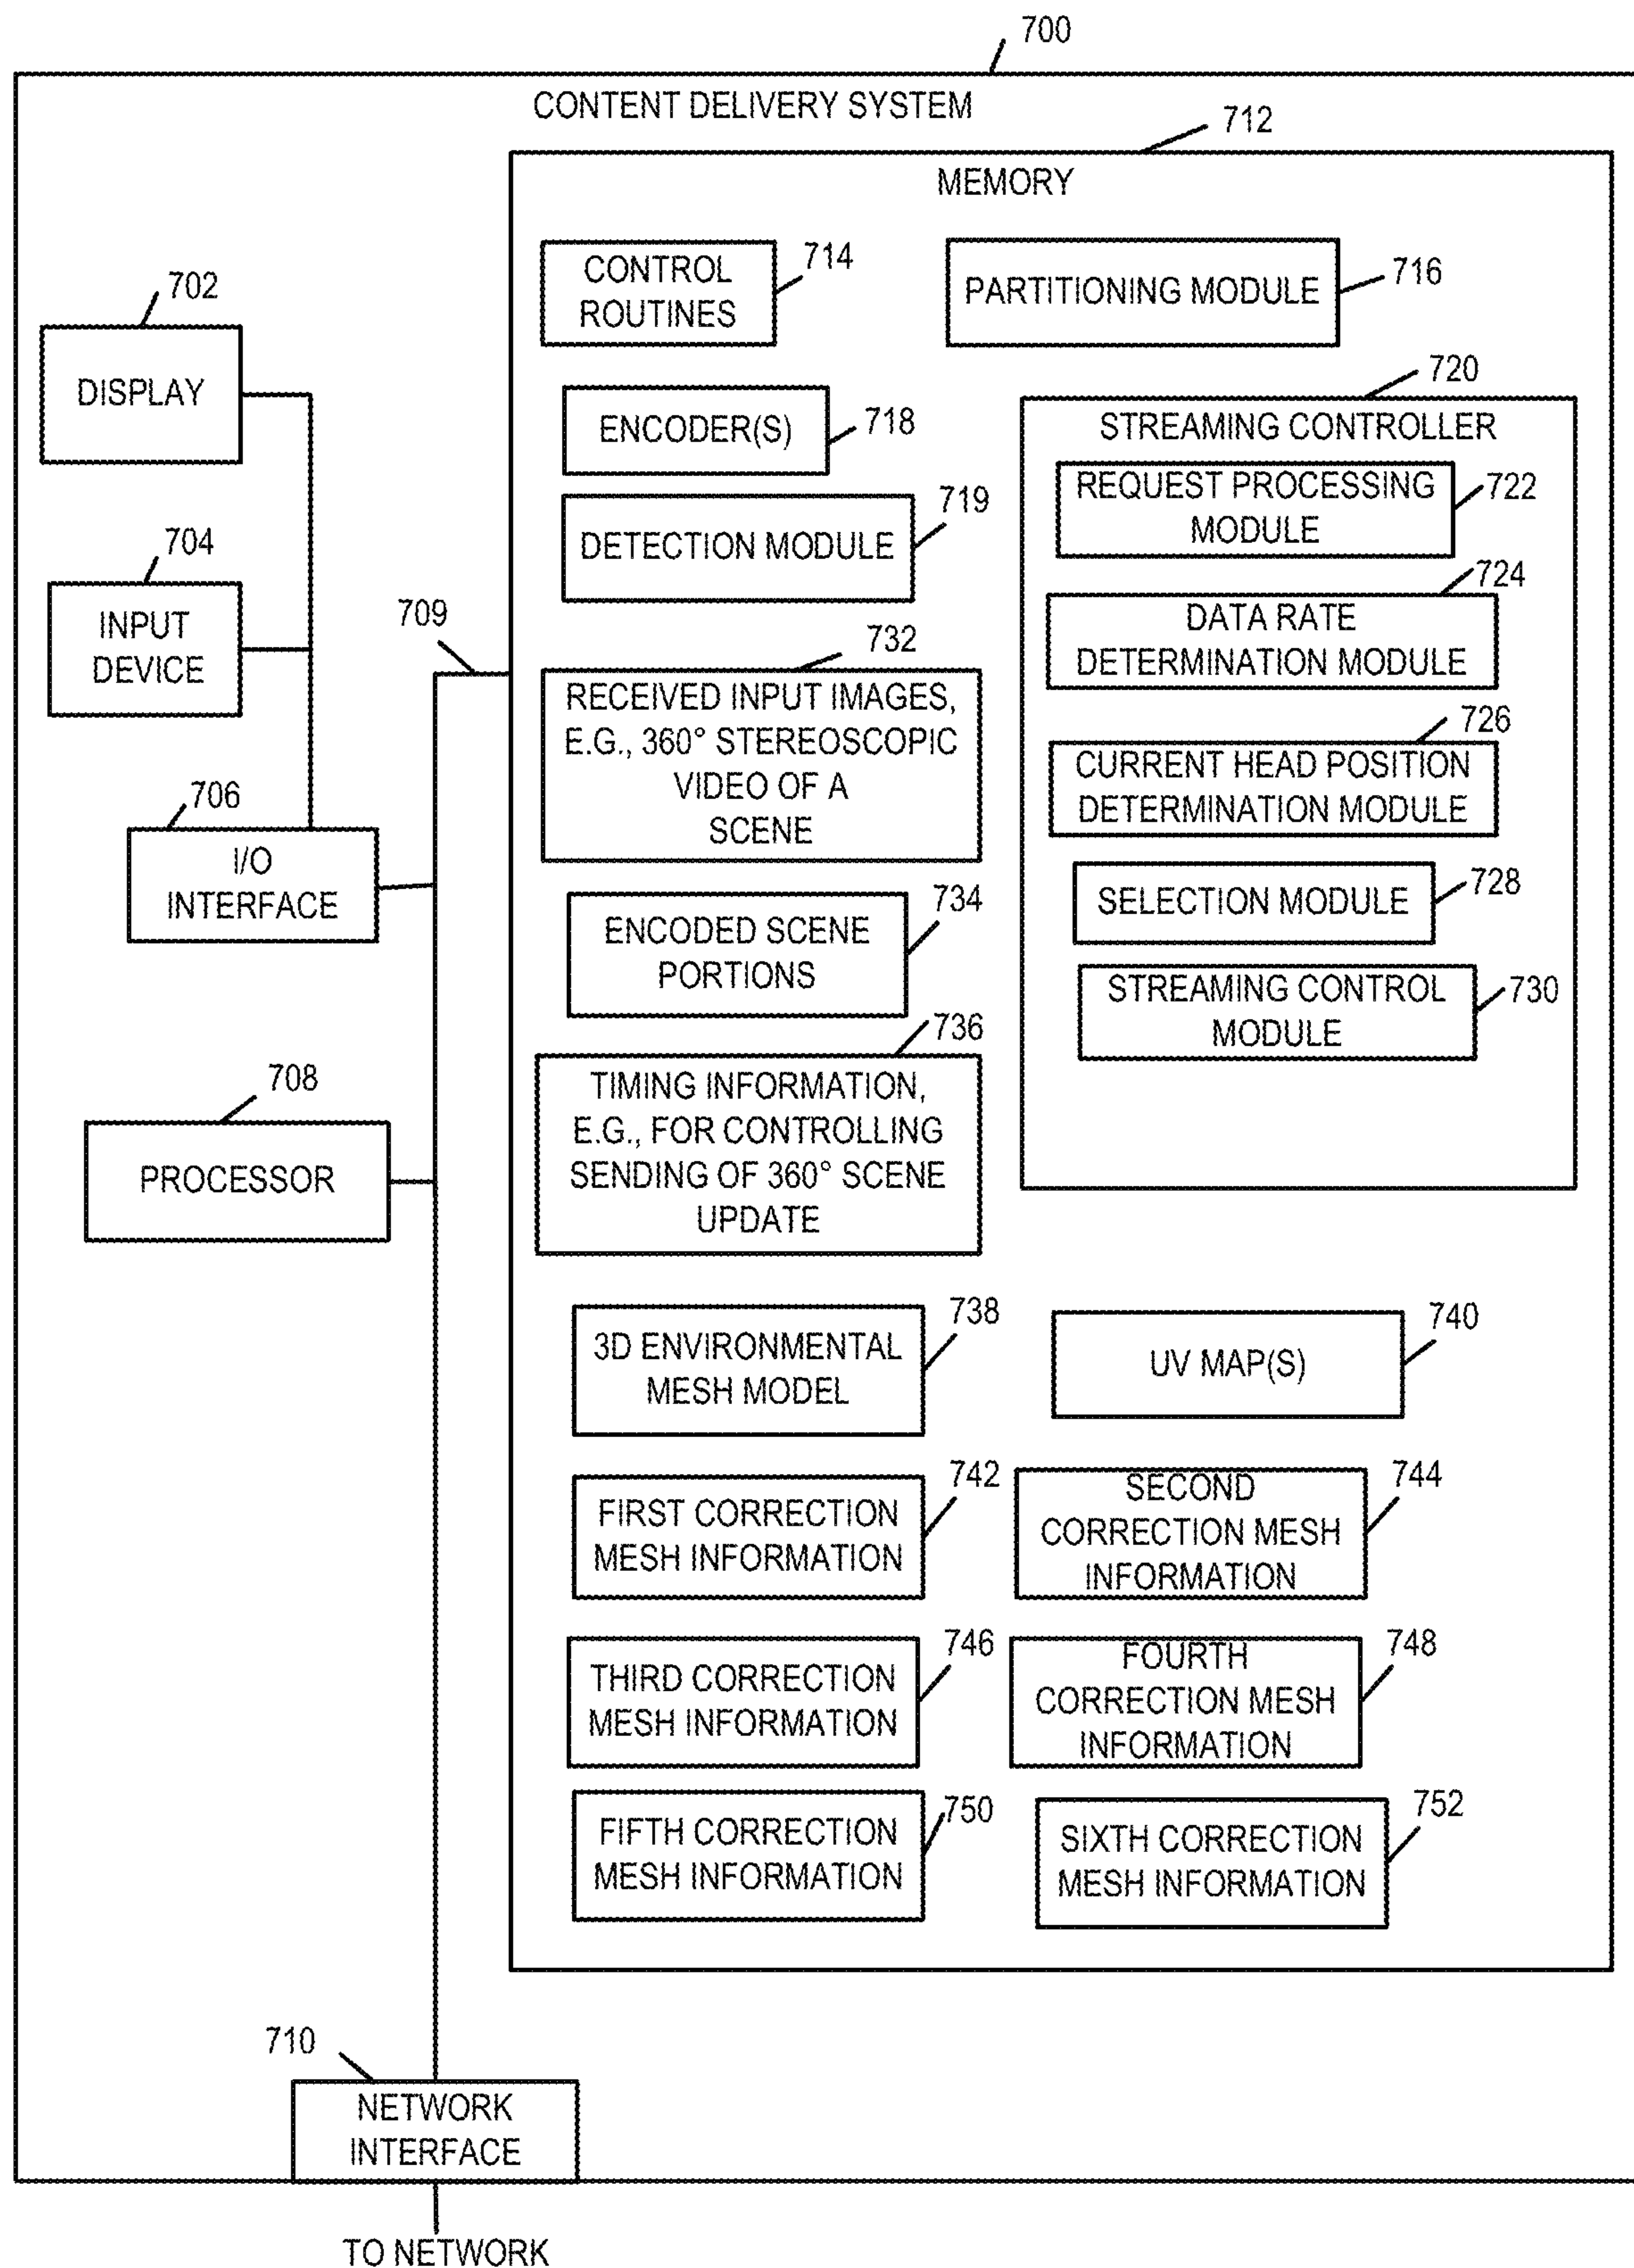 700
CONTENT DELIVERY SYSTEM
712
MEMORY
CONTROL
ROUTINES
714
PARTITIONING MODULE
716
702
DISPLAY
ENCODER(S)
718
720
STREAMING CONTROLLER
REQUEST PROCESSING
MODULE
722
719
DETECTION MODULE
704
INPUT
DEVICE
724
DATA RATE
DETERMINATION MODULE
709
732
RECEIVED INPUT IMAGES,
E.G., 360° STEREOSCOPIC
VIDEO OF A
SCENE
726
CURRENT HEAD POSITION
DETERMINATION MODULE
706
I/O
INTERFACE
SELECTION MODULE
728
734
ENCODED SCENE
PORTIONS
STREAMING CONTROL
MODULE
730
736
TIMING INFORMATION,
E.G., FOR CONTROLLING
SENDING OF 360° SCENE
UPDATE
708
PROCESSOR
738
3D ENVIRONMENTAL
MESH MODEL
740
UV MAP(S)
742
FIRST CORRECTION
MESH INFORMATION
744
SECOND
CORRECTION MESH
INFORMATION
746
THIRD CORRECTION
MESH INFORMATION
748
FOURTH
CORRECTION MESH
INFORMATION
750
FIFTH CORRECTION
MESH INFORMATION
752
SIXTH CORRECTION
MESH INFORMATION
710
NETWORK
INTERFACE
TO NETWORK